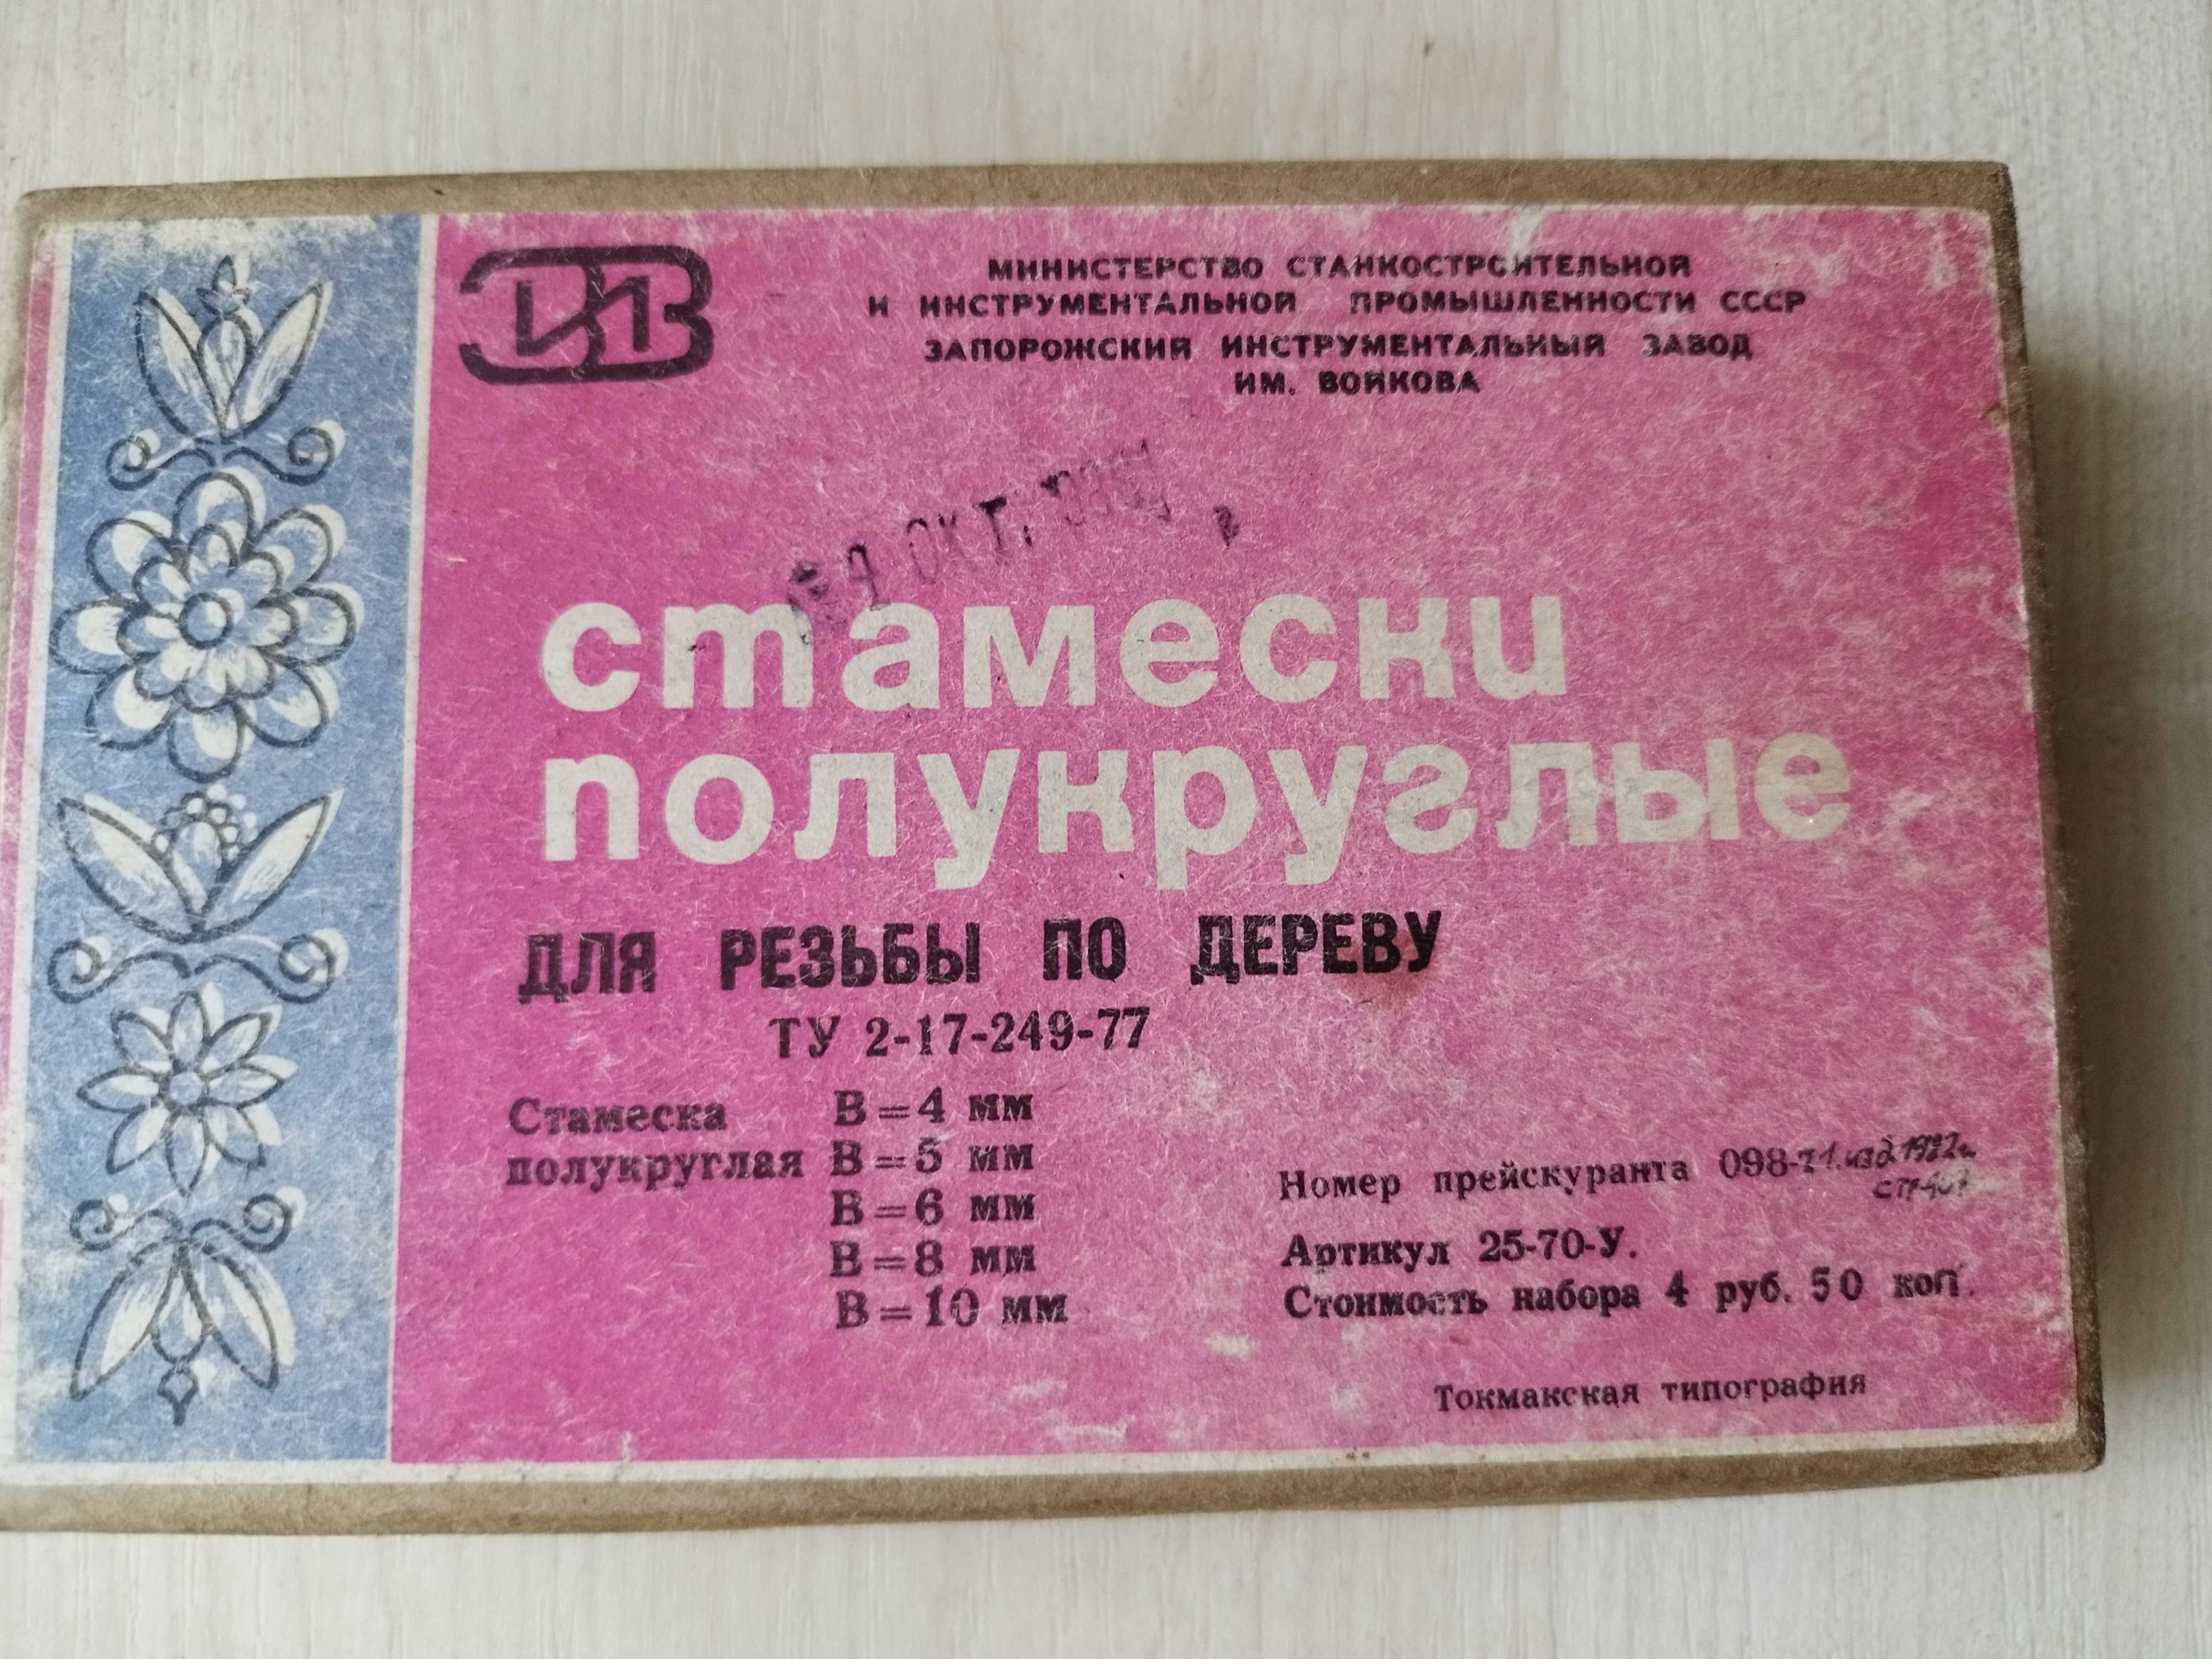 ЗИВ
МИНИСТЕРСТВО СТАНКОСТРОИТЕЛЬНОЙ
И ИНСТРУМЕНТАЛЬНОЙ ПРОМЫШЛЕННОСТИ СССР
ЗАПОРОЖСКИЙ ИНСТРУМЕНТАЛЬНЫЙ ЗАВОД
ИМ. ВОЙКОВА
ОКТ
стамески
полукруглые
ДЛЯ РЕЗЬБЫ ПО ДЕРЕВУ
ТУ 2-17-249-77
Стамеска В=4 мм
полукруглая В=5 мм
В=6 мм
В=8 мм
В=10 мм
Номер прейскуранта 098-
Артикул 25-70-У.
Стоимость набора 4 руб. 50 коп.
Токмакская типография